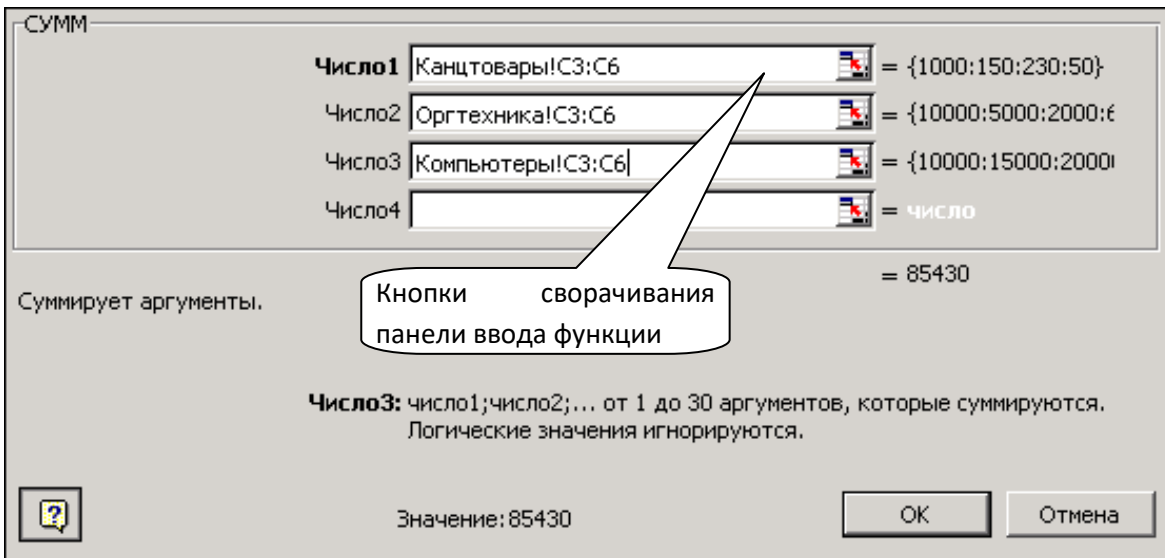 СУММ
Число1 Канцтовары!C3:C6 = {1000:150:230:50}
Число2 Оргтехника!C3:C6 = {10000:5000:2000:6
Число3 Компьютеры!C3:C6 = {10000:15000:2000
Число4 = число
= 85430
Суммирует аргументы.
Кнопки сворачивания
панели ввода функции
Число3: число1;число2;... от 1 до 30 аргументов, которые суммируются.
Логические значения игнорируются.
Значение:85430
OK
Отмена